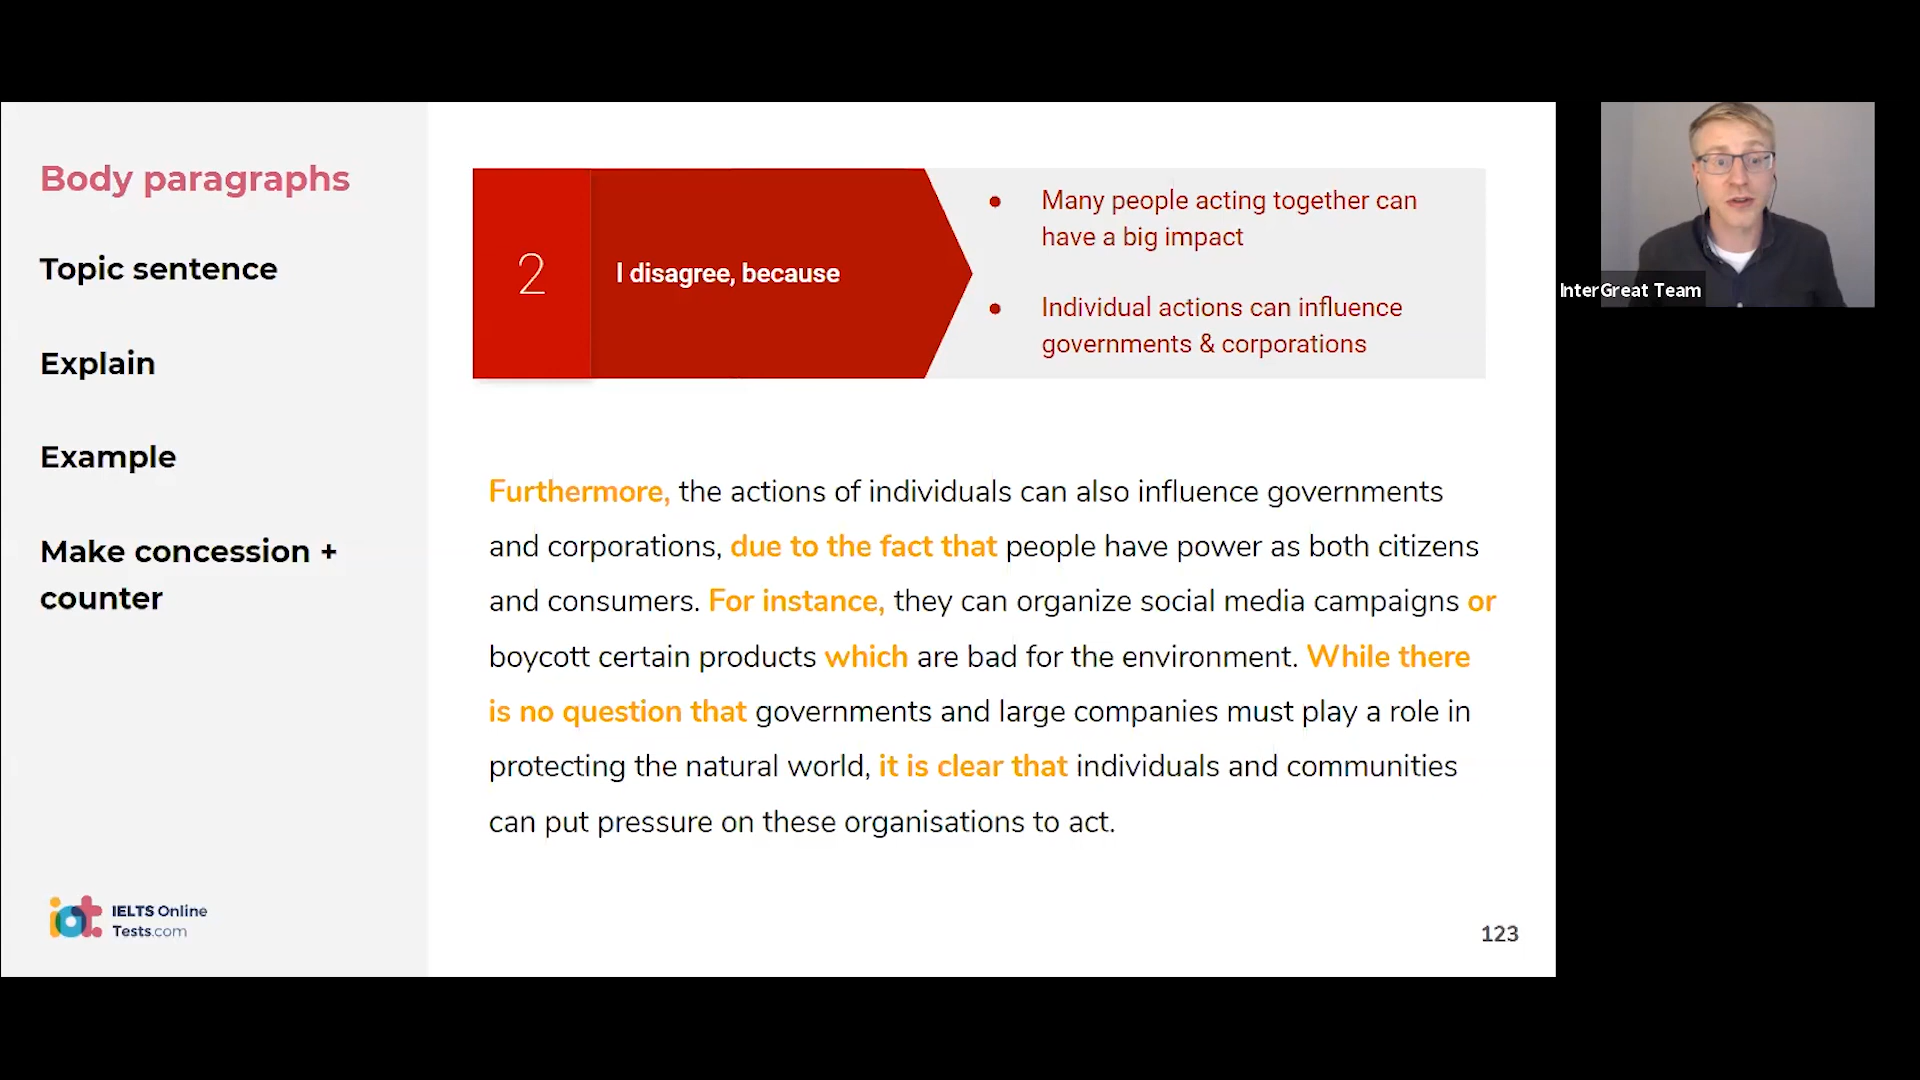 Body paragraphs
Topic sentence
Explain
Example
Make concession +
counter
2
I disagree, because
• Many people acting together can
have a big impact
• Individual actions can influence
governments & corporations
Furthermore, the actions of individuals can also influence governments
and corporations, due to the fact that people have power as both citizens
and consumers. For instance, they can organize social media campaigns or
boycott certain products which are bad for the environment. While there
is no question that governments and large companies must play a role in
protecting the natural world, it is clear that individuals and communities
can put pressure on these organisations to act.
iot IELTS Online
Tests.com
123
InterGreat Team